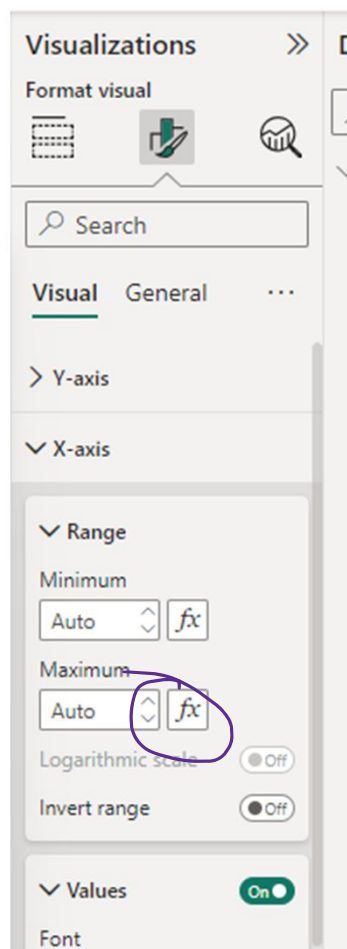 Visualizations
Format visual
Search
Visual General ...
Y-axis
X-axis
Range
Minimum
Auto fx
Maximum
Auto fx
Logarithmic scale Off
Invert range Off
Values On
Font